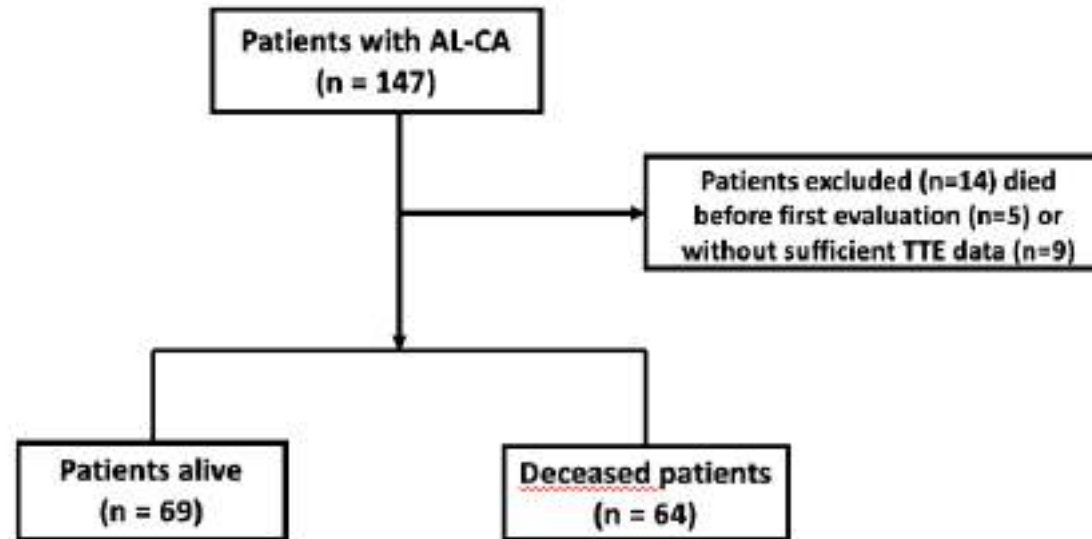 Patients with AL-CA
(n = 147)
Patients excluded (n=14) died
before first evaluation (n=5) or
without sufficient TTE data (n=9)
Patients alive
(n = 69)
Deceased patients
(n = 64)